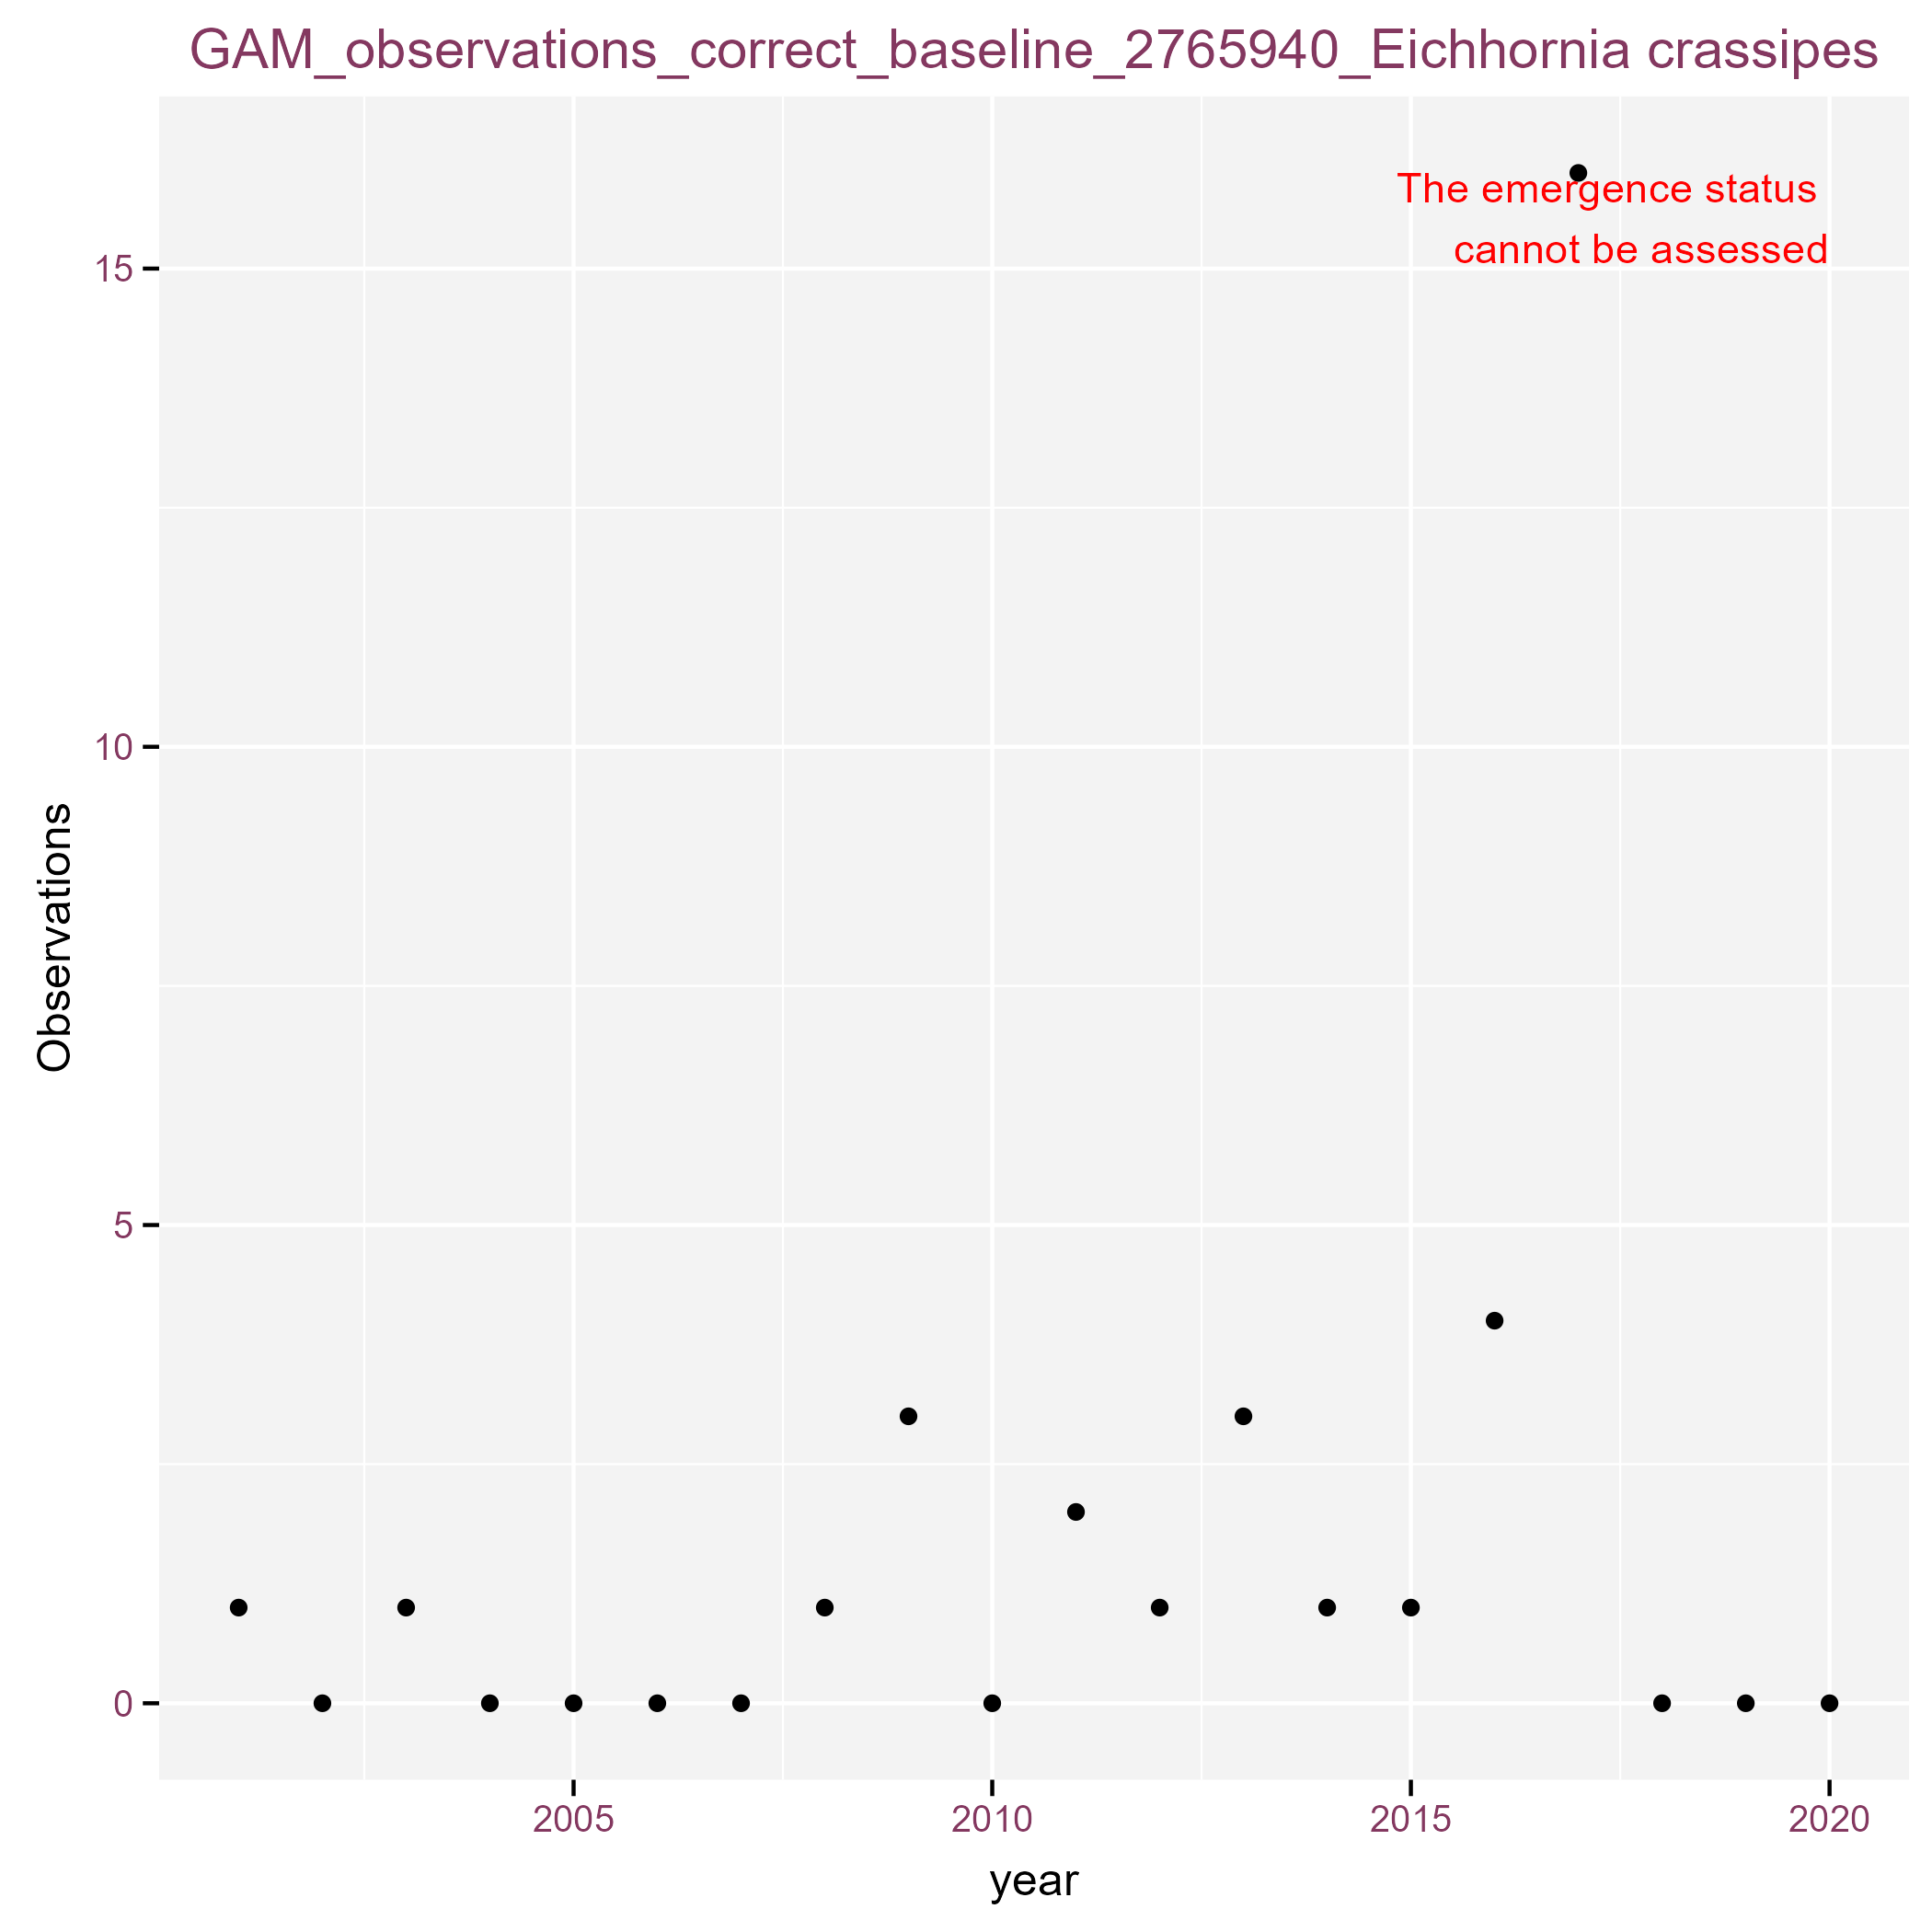 GAM_observations_correct_baseline_2765940_Eichhornia crassipes
The emergence status
cannot be assessed
15
10
5
0
Observations
2005 2010 2015 2020
year